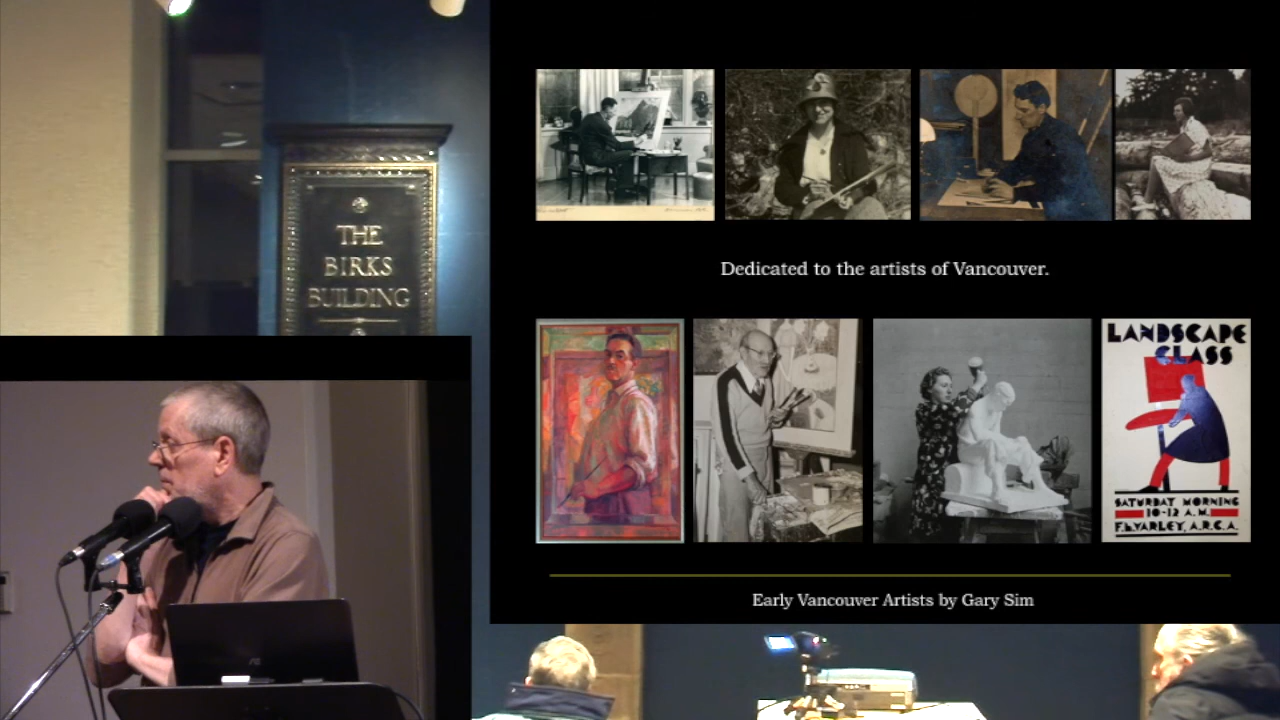 THE
BIRKS
BUILDING
Dedicated to the artists of Vancouver.
LANDSCAPE
CLASS
SATURDAY MORNING
10-12 A.M.
F.H.VARLEY, A.R.C.A.
Early Vancouver Artists by Gary Sim